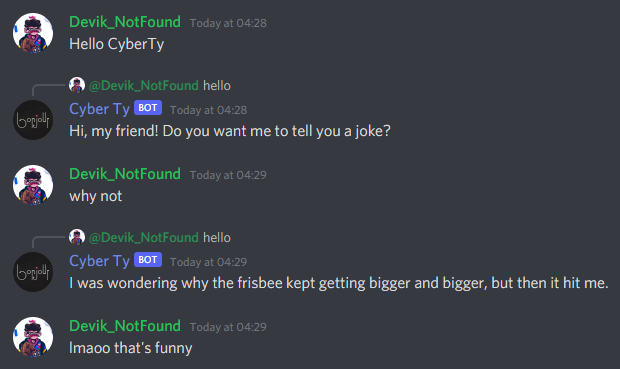 Devik_NotFound Today at 04:28
Hello CyberTy
@Devik_NotFound hello
bonjour
Cyber Ty BOT Today at 04:28
Hi, my friend! Do you want me to tell you a joke?
Devik_NotFound Today at 04:29
why not
@Devik_NotFound hello
bonjour
Cyber Ty BOT Today at 04:29
I was wondering why the frisbee kept getting bigger and bigger, but then it hit me.
Devik_NotFound Today at 04:29
lmaoo that's funny